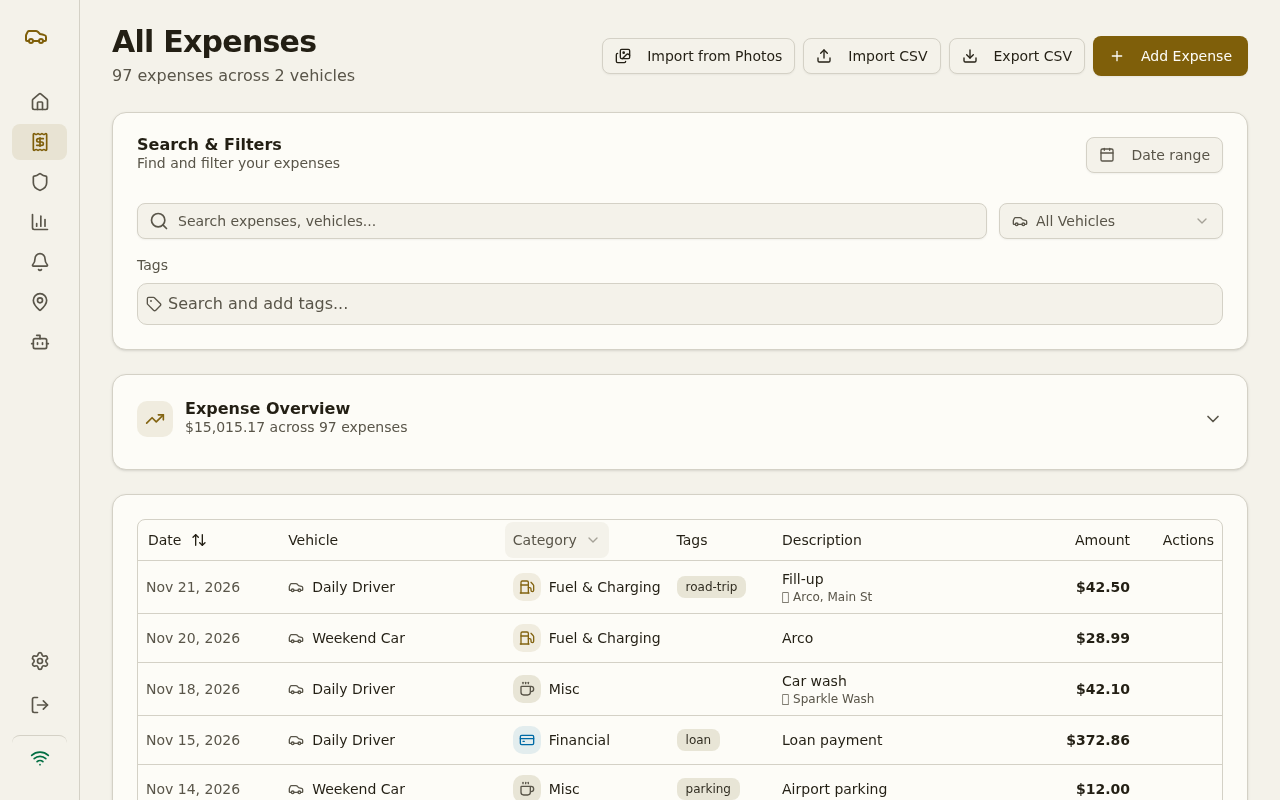 All Expenses
97 expenses across 2 vehicles
Import from Photos
Import CSV
Export CSV
Add Expense
Search & Filters
Find and filter your expenses
Date range
Search expenses, vehicles...
All Vehicles
Tags
Search and add tags...
Expense Overview
$15,015.17 across 97 expenses
Date Vehicle Category Tags Description Amount Actions
Nov 21, 2026 Daily Driver Fuel & Charging road-trip Fill-up $42.50
Arco, Main St
Nov 20, 2026 Weekend Car Fuel & Charging Arco $28.99
Nov 18, 2026 Daily Driver Misc Car wash $42.10
Sparkle Wash
Nov 15, 2026 Daily Driver Financial loan Loan payment $372.86
Nov 14, 2026 Weekend Car Misc parking Airport parking $12.00